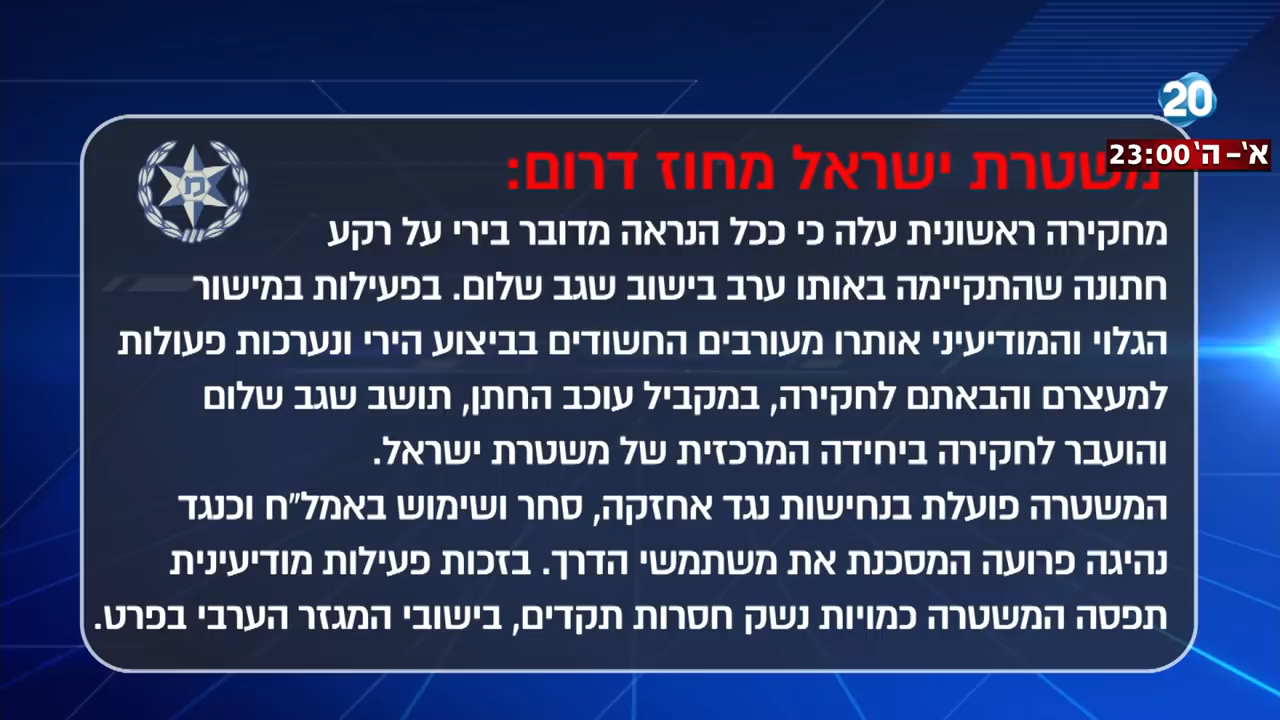 20
א'–ה' 23:00
משטרת ישראל מחוז דרום:
מחקירה ראשונית עלה כי ככל הנראה מדובר בירי על רקע
חתונה שהתקיימה באותו ערב בישוב שגב שלום. בפעילות במישור
הגלוי והמודיעיני אותרו מעורבים החשודים בביצוע הירי ונערכות פעולות
למעצרם והבאתם לחקירה, במקביל עוכב החתן, תושב שגב שלום
והועבר לחקירה ביחידה המרכזית של משטרת ישראל.
המשטרה פועלת בנחישות נגד אחזקה, סחר ושימוש באמל"ח וכנגד
נהיגה פרועה המסכנת את משתמשי הדרך. בזכות פעילות מודיעינית
תפסה המשטרה כמויות נשק חסרות תקדים, בישובי המגזר הערבי בפרט.